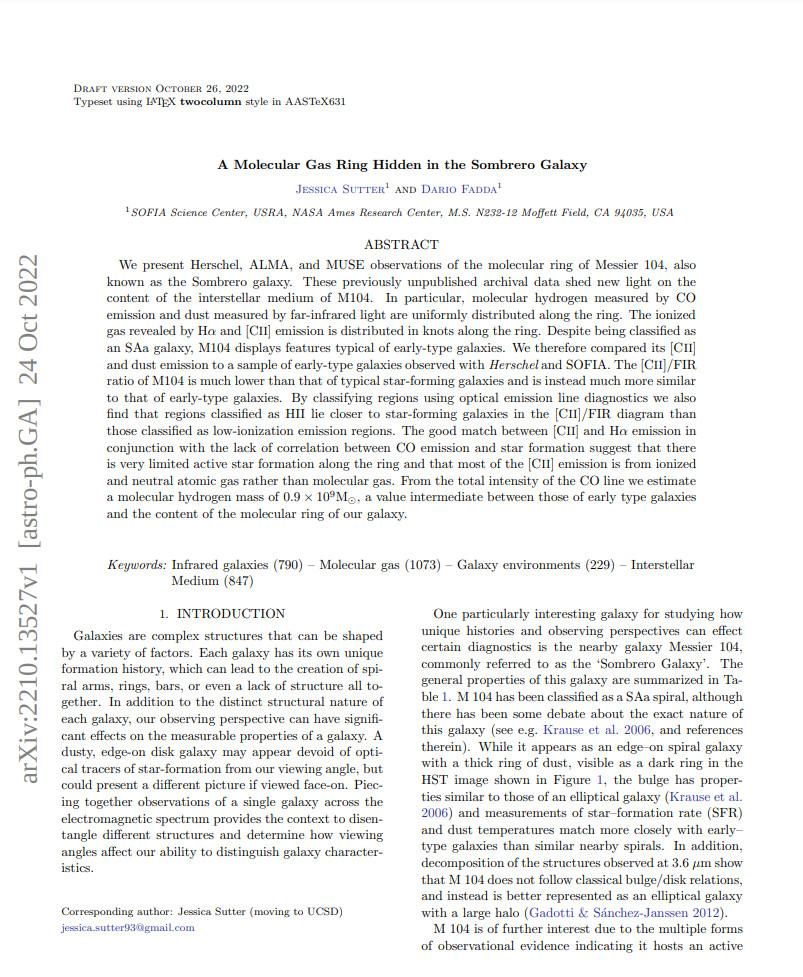 DRAFT VERSION OCTOBER 26, 2022
Typeset using LATEX twocolumn style in AASTeX631
A Molecular Gas Ring Hidden in the Sombrero Galaxy
JESSICA SUTTER1 AND DARIO FADDA1
1SOFIA Science Center, USRA, NASA Ames Research Center, M.S. N232-12 Moffett Field, CA 94035, USA
ABSTRACT
We present Herschel, ALMA, and MUSE observations of the molecular ring of Messier 104, also
known as the Sombrero galaxy. These previously unpublished archival data shed new light on the
content of the interstellar medium of M104. In particular, molecular hydrogen measured by CO
emission and dust measured by far-infrared light are uniformly distributed along the ring. The ionized
gas revealed by Hα and [CII] emission is distributed in knots along the ring. Despite being classified as
an SAa galaxy, M104 displays features typical of early-type galaxies. We therefore compared its [CII]
and dust emission to a sample of early-type galaxies observed with Herschel and SOFIA. The [CII]/FIR
ratio of M104 is much lower than that of typical star-forming galaxies and is instead much more similar
to that of early-type galaxies. By classifying regions using optical emission line diagnostics we also
find that regions classified as HII lie closer to star-forming galaxies in the [CII]/FIR diagram than
those classified as low-ionization emission regions. The good match between [CII] and Hα emission in
conjunction with the lack of correlation between CO emission and star formation suggest that there
is very limited active star formation along the ring and that most of the [CII] emission is from ionized
and neutral atomic gas rather than molecular gas. From the total intensity of the CO line we estimate
a molecular hydrogen mass of 0.9 × 10⁹M☉, a value intermediate between those of early type galaxies
and the content of the molecular ring of our galaxy.
Keywords: Infrared galaxies (790) – Molecular gas (1073) – Galaxy environments (229) – Interstellar
Medium (847)
1. INTRODUCTION
Galaxies are complex structures that can be shaped
by a variety of factors. Each galaxy has its own unique
formation history, which can lead to the creation of spi-
ral arms, rings, bars, or even a lack of structure all to-
gether. In addition to the distinct structural nature of
each galaxy, our observing perspective can have signifi-
cant effects on the measurable properties of a galaxy. A
dusty, edge-on disk galaxy may appear devoid of opti-
cal tracers of star-formation from our viewing angle, but
could present a different picture if viewed face-on. Piec-
ing together observations of a single galaxy across the
electromagnetic spectrum provides the context to disen-
tangle different structures and determine how viewing
angles affect our ability to distinguish galaxy character-
istics.
Corresponding author: Jessica Sutter (moving to UCSD)
jessica.sutter93@gmail.com
One particularly interesting galaxy for studying how
unique histories and observing perspectives can effect
certain diagnostics is the nearby galaxy Messier 104,
commonly referred to as the ‘Sombrero Galaxy’. The
general properties of this galaxy are summarized in Ta-
ble 1. M 104 has been classified as a SAa spiral, although
there has been some debate about the exact nature of
this galaxy (see e.g. Krause et al. 2006, and references
therein). While it appears as an edge–on spiral galaxy
with a thick ring of dust, visible as a dark ring in the
HST image shown in Figure 1, the bulge has proper-
ties similar to those of an elliptical galaxy (Krause et al.
2006) and measurements of star–formation rate (SFR)
and dust temperatures match more closely with early–
type galaxies than similar nearby spirals. In addition,
decomposition of the structures observed at 3.6 μm show
that M 104 does not follow classical bulge/disk relations,
and instead is better represented as an elliptical galaxy
with a large halo (Gadotti & Sánchez-Janssen 2012).
M 104 is of further interest due to the multiple forms
of observational evidence indicating it hosts an active
arXiv:2210.13527v1 [astro-ph.GA] 24 Oct 2022